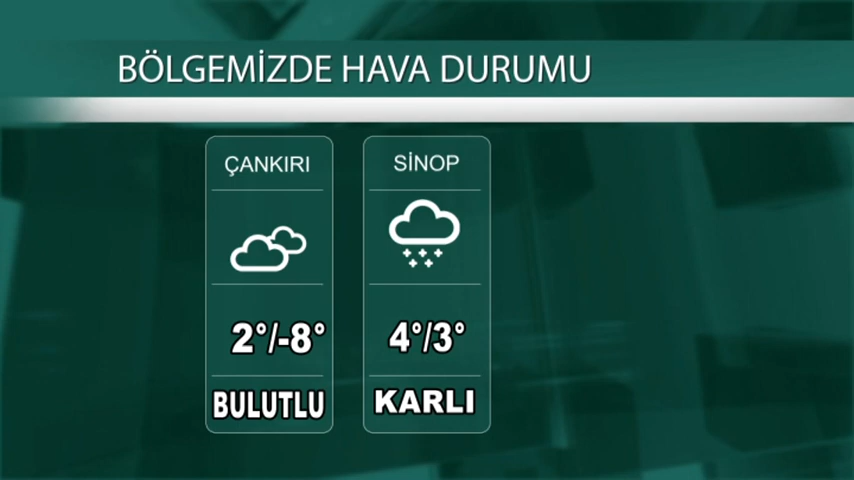 BÖLGEMİZDE HAVA DURUMU
ÇANKIRI
2°/-8°
BULUTLU
SİNOP
4°/3°
KARLI